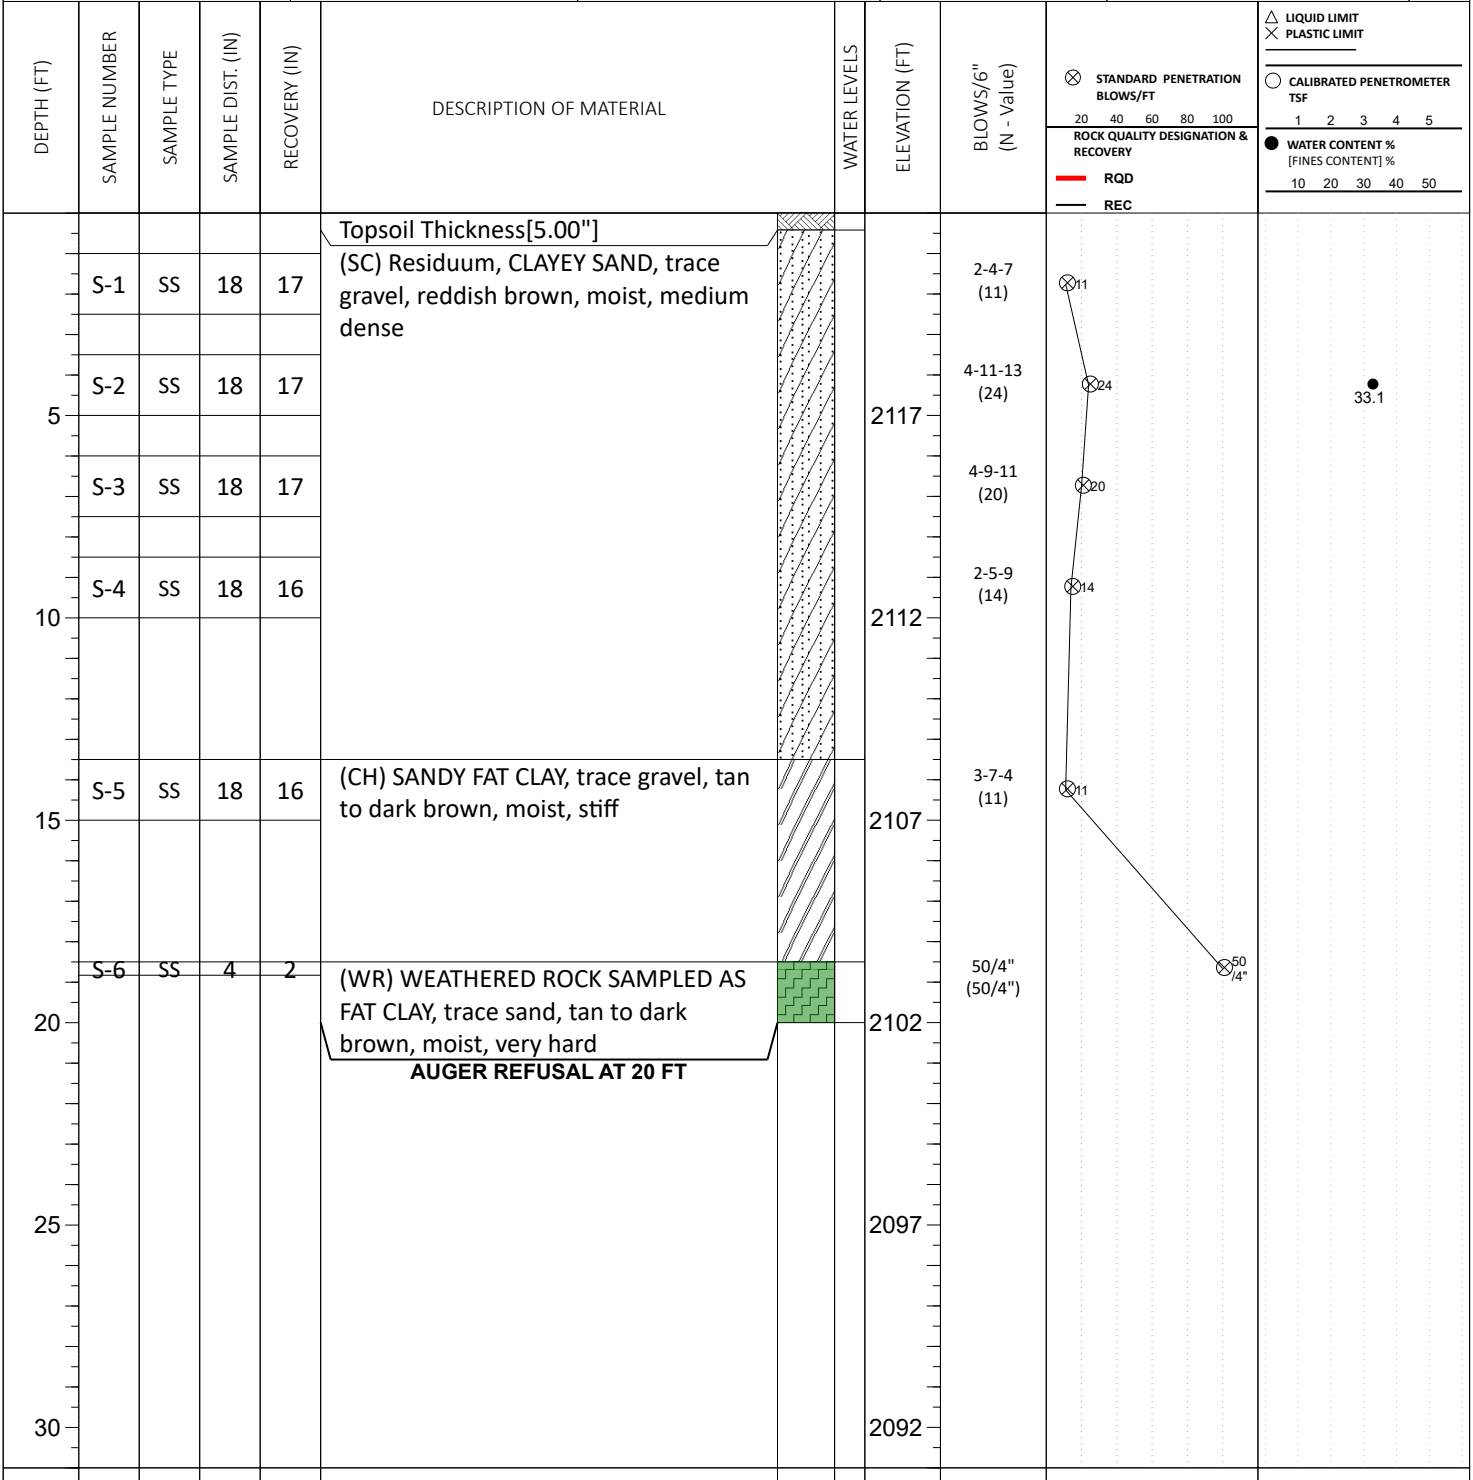 DEPTH (FT)
SAMPLE NUMBER
SAMPLE TYPE
SAMPLE DIST. (IN)
RECOVERY (IN)
DESCRIPTION OF MATERIAL
WATER LEVELS
ELEVATION (FT)
BLOWS/6"
(N - Value)
STANDARD PENETRATION
BLOWS/FT
20 40 60 80 100
ROCK QUALITY DESIGNATION &
RECOVERY
RQD
REC
LIQUID LIMIT
PLASTIC LIMIT
CALIBRATED PENETROMETER
TSF
1 2 3 4 5
WATER CONTENT %
[FINES CONTENT] %
10 20 30 40 50
Topsoil Thickness[5.00"]
(SC) Residuum, CLAYEY SAND, trace
gravel, reddish brown, moist, medium
dense
S-1 SS 18 17
2-4-7
(11)
11
S-2 SS 18 17
4-11-13
(24)
24
33.1
5
2117
S-3 SS 18 17
4-9-11
(20)
20
S-4 SS 18 16
2-5-9
(14)
14
10
2112
(CH) SANDY FAT CLAY, trace gravel, tan
to dark brown, moist, stiff
S-5 SS 18 16
3-7-4
(11)
11
15
2107
S-6 SS 4 2
(WR) WEATHERED ROCK SAMPLED AS
FAT CLAY, trace sand, tan to dark
brown, moist, very hard
50/4"
(50/4")
50
/4"
20
2102
AUGER REFUSAL AT 20 FT
25
2097
30
2092